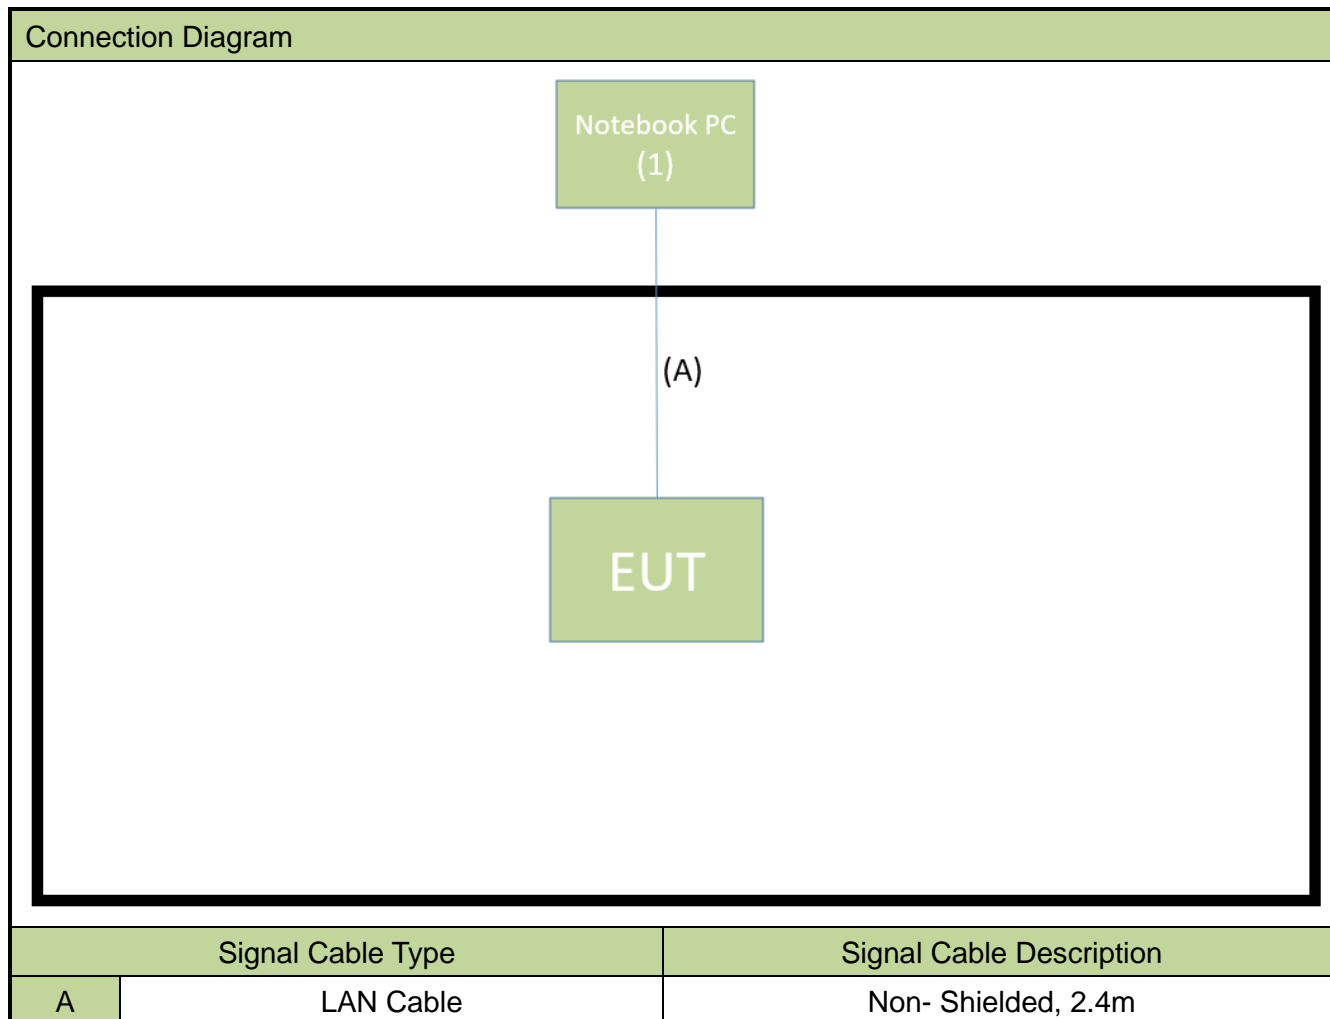 Connection Diagram
Notebook PC
(1)
(A)
EUT
Signal Cable Type Signal Cable Description
A LAN Cable Non- Shielded, 2.4m